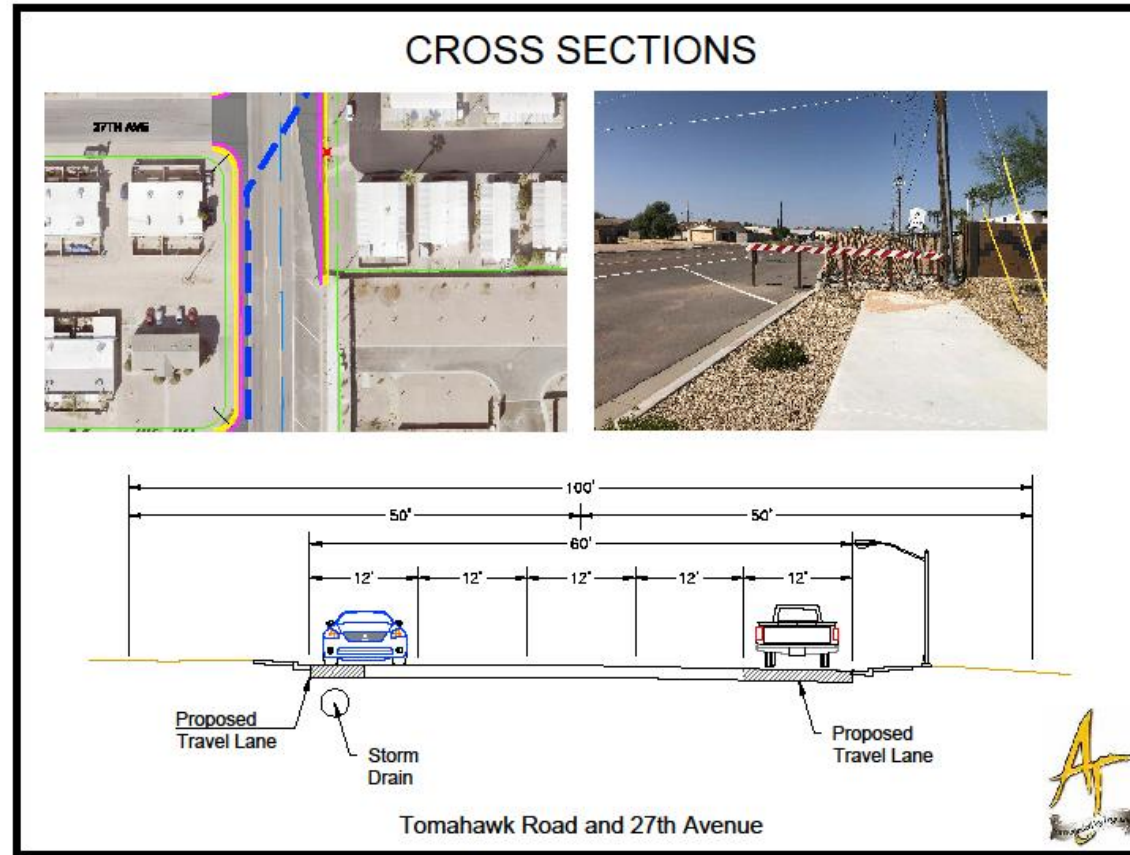 CROSS SECTIONS
27TH AVE
100'
50' 50'
60'
12' 12' 12' 12' 12'
Proposed
Travel Lane
Storm
Drain
Proposed
Travel Lane
Tomahawk Road and 27th Avenue